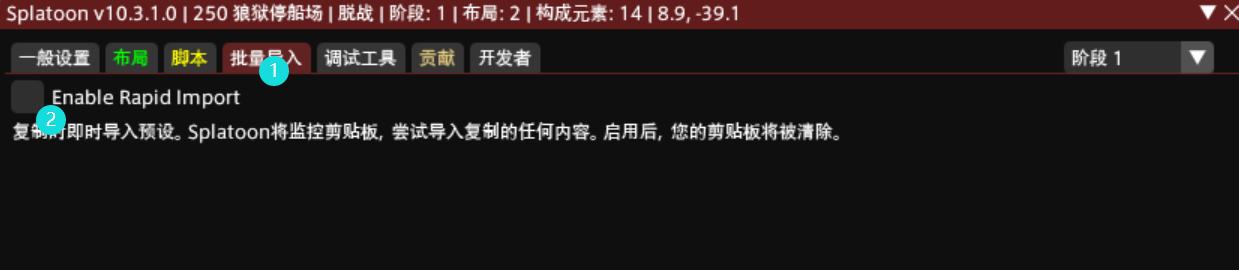 Splatoon v10.3.1.0 | 250 狼狱停船场 | 脱战 | 阶段: 1 | 布局: 2 | 构成元素: 14 | 8.9, -39.1
一般设置 布局 脚本 批量导入 调试工具 贡献 开发者 阶段 1
1
Enable Rapid Import
2
复制时即时导入预设。Splatoon将监控剪贴板, 尝试导入复制的任何内容。启用后, 您的剪贴板将被清除。